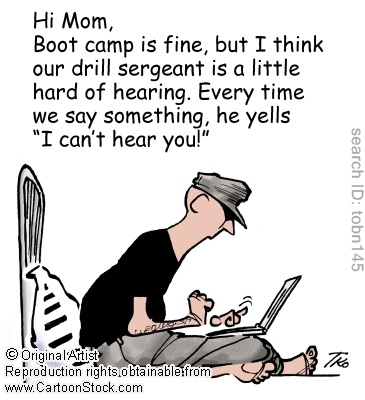 Hi Mom,
Boot camp is fine, but I think
our drill sergeant is a little
hard of hearing. Every time
we say something, he yells
“I can’t hear you!”
search ID: tobn145
© Original Artist
Reproduction rights obtainable from
www.CartoonStock.com